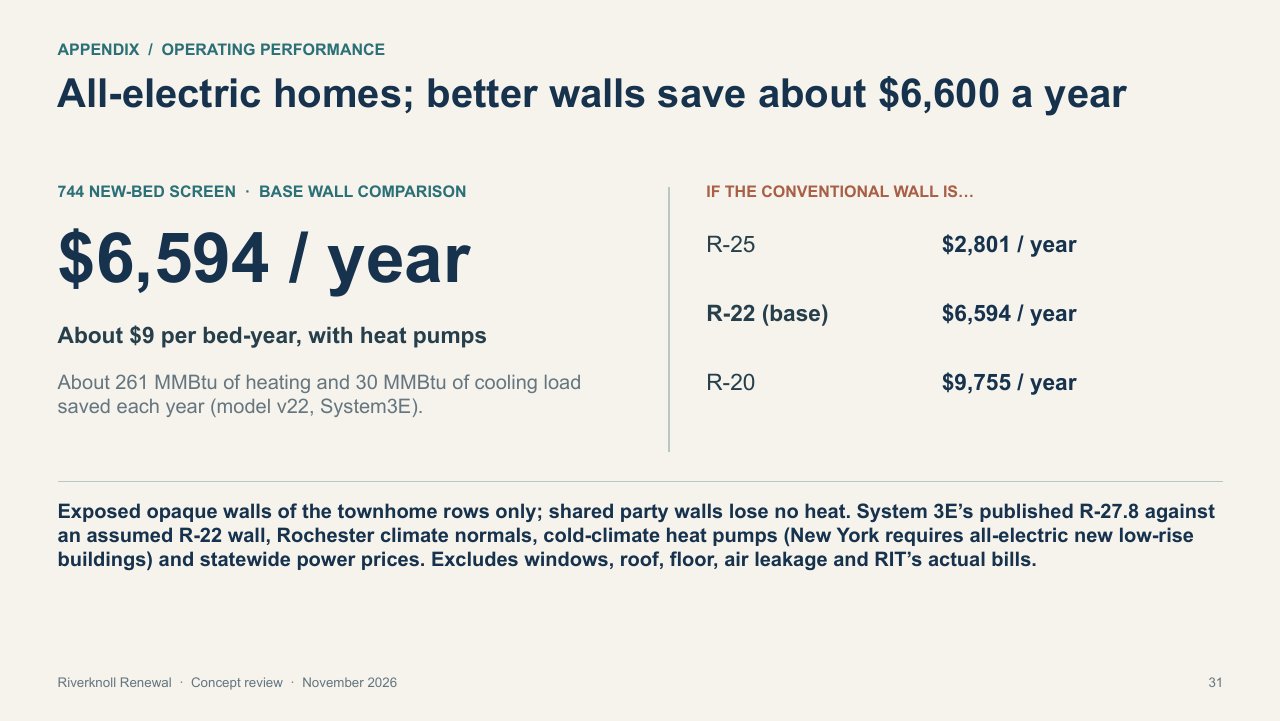 APPENDIX / OPERATING PERFORMANCE
All-electric homes; better walls save about $6,600 a year
744 NEW-BED SCREEN · BASE WALL COMPARISON
$6,594 / year
About $9 per bed-year, with heat pumps
About 261 MMBtu of heating and 30 MMBtu of cooling load
saved each year (model v22, System3E).
IF THE CONVENTIONAL WALL IS…
R-25 $2,801 / year
R-22 (base) $6,594 / year
R-20 $9,755 / year
Exposed opaque walls of the townhome rows only; shared party walls lose no heat. System 3E’s published R-27.8 against
an assumed R-22 wall, Rochester climate normals, cold-climate heat pumps (New York requires all-electric new low-rise
buildings) and statewide power prices. Excludes windows, roof, floor, air leakage and RIT’s actual bills.
Riverknoll Renewal · Concept review · November 2026
31